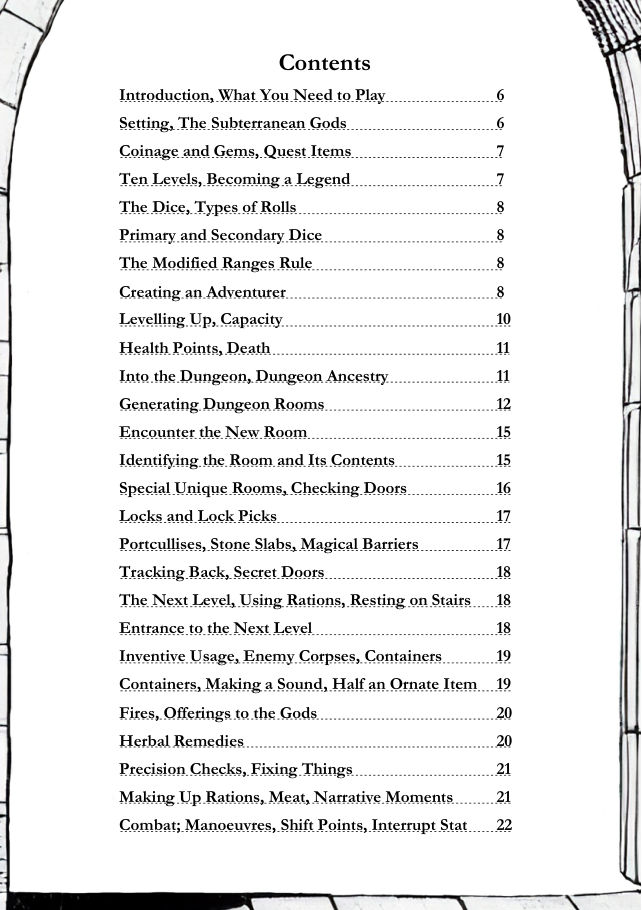 Contents
Introduction, What You Need to Play 6
Setting, The Subterranean Gods 6
Coinage and Gems, Quest Items 7
Ten Levels, Becoming a Legend 7
The Dice, Types of Rolls 8
Primary and Secondary Dice 8
The Modified Ranges Rule 8
Creating an Adventurer 8
Levelling Up, Capacity 10
Health Points, Death 11
Into the Dungeon, Dungeon Ancestry 11
Generating Dungeon Rooms 12
Encounter the New Room 15
Identifying the Room and Its Contents 15
Special Unique Rooms, Checking Doors 16
Locks and Lock Picks 17
Portcullises, Stone Slabs, Magical Barriers 17
Tracking Back, Secret Doors 18
The Next Level, Using Rations, Resting on Stairs 18
Entrance to the Next Level 18
Inventive Usage, Enemy Corpses, Containers 19
Containers, Making a Sound, Half an Ornate Item 19
Fires, Offerings to the Gods 20
Herbal Remedies 20
Precision Checks, Fixing Things 21
Making Up Rations, Meat, Narrative Moments 21
Combat; Manoeuvres, Shift Points, Interrupt Stat 22